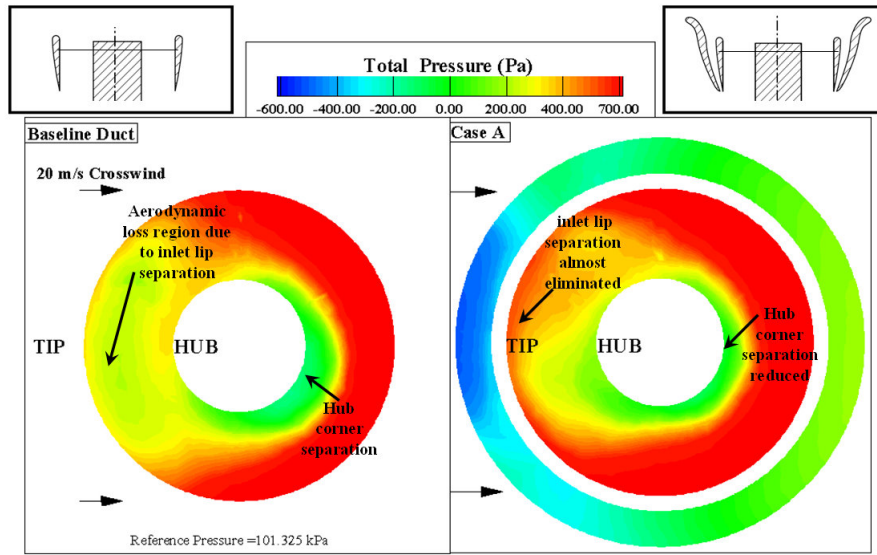 Total Pressure (Pa)
-600.00 -400.00 -200.00 0.00 200.00 400.00 700.00
Baseline Duct
20 m/s Crosswind
Aerodynamic
loss region due
to inlet lip
separation
TIP
HUB
Hub
corner
separation
Reference Pressure =101.325 kPa
Case A
inlet lip
separation
almost
eliminated
TIP
HUB
Hub
corner
separation
reduced